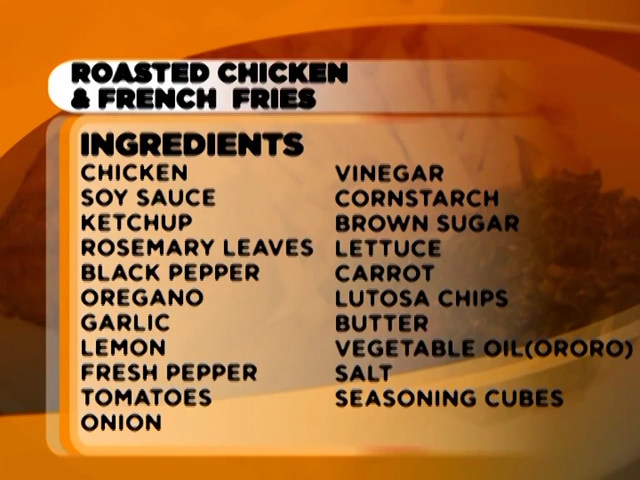 ROASTED CHICKEN
& FRENCH FRIES
INGREDIENTS
CHICKEN
SOY SAUCE
KETCHUP
ROSEMARY LEAVES
BLACK PEPPER
OREGANO
GARLIC
LEMON
FRESH PEPPER
TOMATOES
ONION
VINEGAR
CORNSTARCH
BROWN SUGAR
LETTUCE
CARROT
LUTOSA CHIPS
BUTTER
VEGETABLE OIL(ORORO)
SALT
SEASONING CUBES